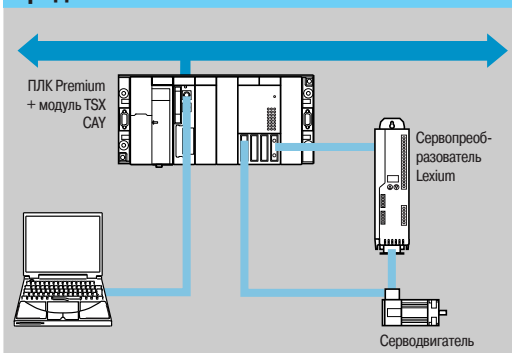 ПЛК Premium
+ модуль TSX
CAY
Сервопреоб-
разователь
Lexium
Серводвигатель